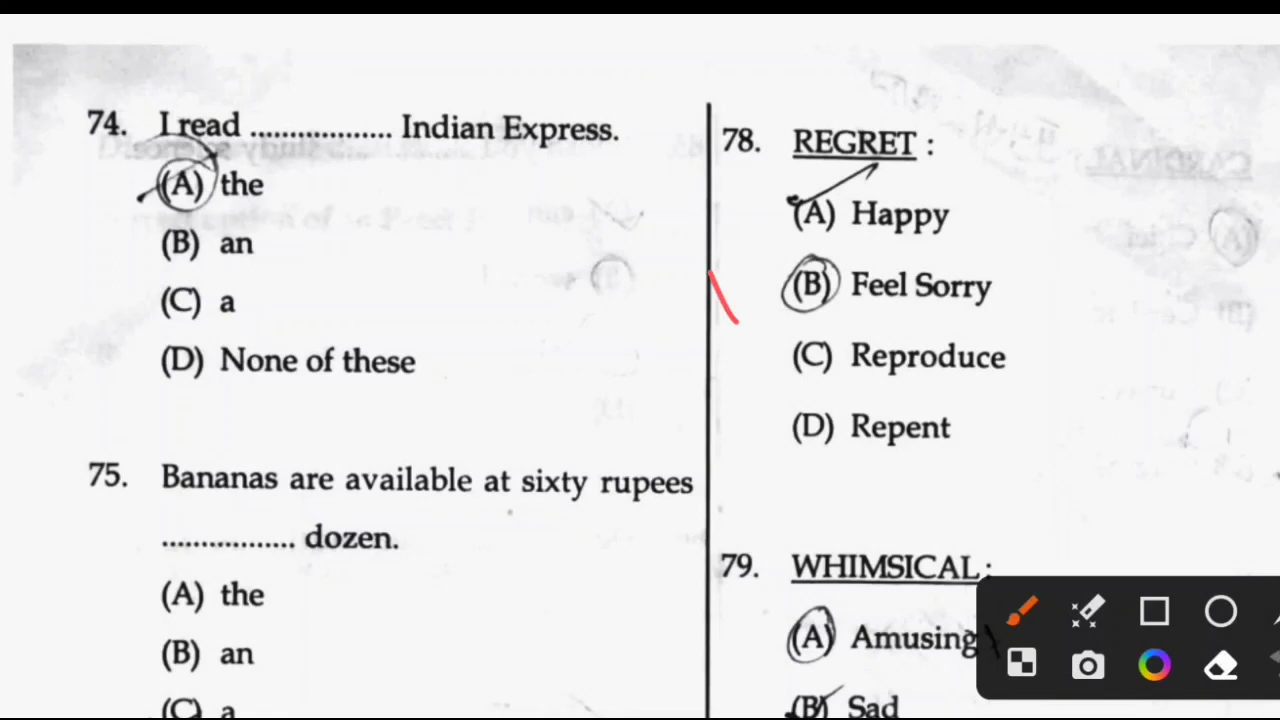 74. I read ................. Indian Express.
(A) the
(B) an
(C) a
(D) None of these
75. Bananas are available at sixty rupees
................. dozen.
(A) the
(B) an
(C) a
78. REGRET :
(A) Happy
(B) Feel Sorry
(C) Reproduce
(D) Repent
79. WHIMSICAL :
(A) Amusing
(B) Sad
CARDINAL :